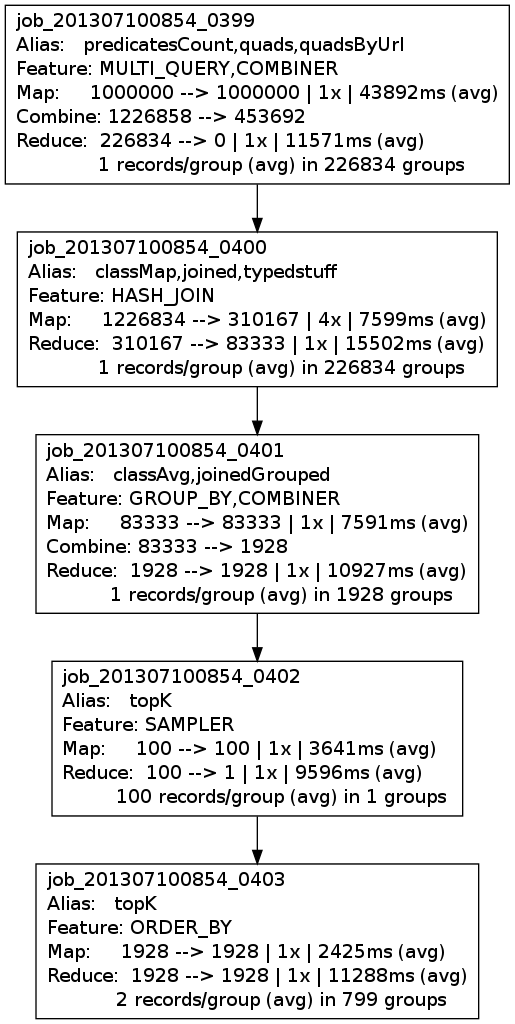 job_201307100854_0399
Alias: predicatesCount,quads,quadsByUrl
Feature: MULTI_QUERY,COMBINER
Map: 1000000 --> 1000000 | 1x | 43892ms (avg)
Combine: 1226858 --> 453692
Reduce: 226834 --> 0 | 1x | 11571ms (avg)
1 records/group (avg) in 226834 groups
job_201307100854_0400
Alias: classMap,joined,typedstuff
Feature: HASH_JOIN
Map: 1226834 --> 310167 | 4x | 7599ms (avg)
Reduce: 310167 --> 83333 | 1x | 15502ms (avg)
1 records/group (avg) in 226834 groups
job_201307100854_0401
Alias: classAvg,joinedGrouped
Feature: GROUP_BY,COMBINER
Map: 83333 --> 83333 | 1x | 7591ms (avg)
Combine: 83333 --> 1928
Reduce: 1928 --> 1928 | 1x | 10927ms (avg)
1 records/group (avg) in 1928 groups
job_201307100854_0402
Alias: topK
Feature: SAMPLER
Map: 100 --> 100 | 1x | 3641ms (avg)
Reduce: 100 --> 1 | 1x | 9596ms (avg)
100 records/group (avg) in 1 groups
job_201307100854_0403
Alias: topK
Feature: ORDER_BY
Map: 1928 --> 1928 | 1x | 2425ms (avg)
Reduce: 1928 --> 1928 | 1x | 11288ms (avg)
2 records/group (avg) in 799 groups